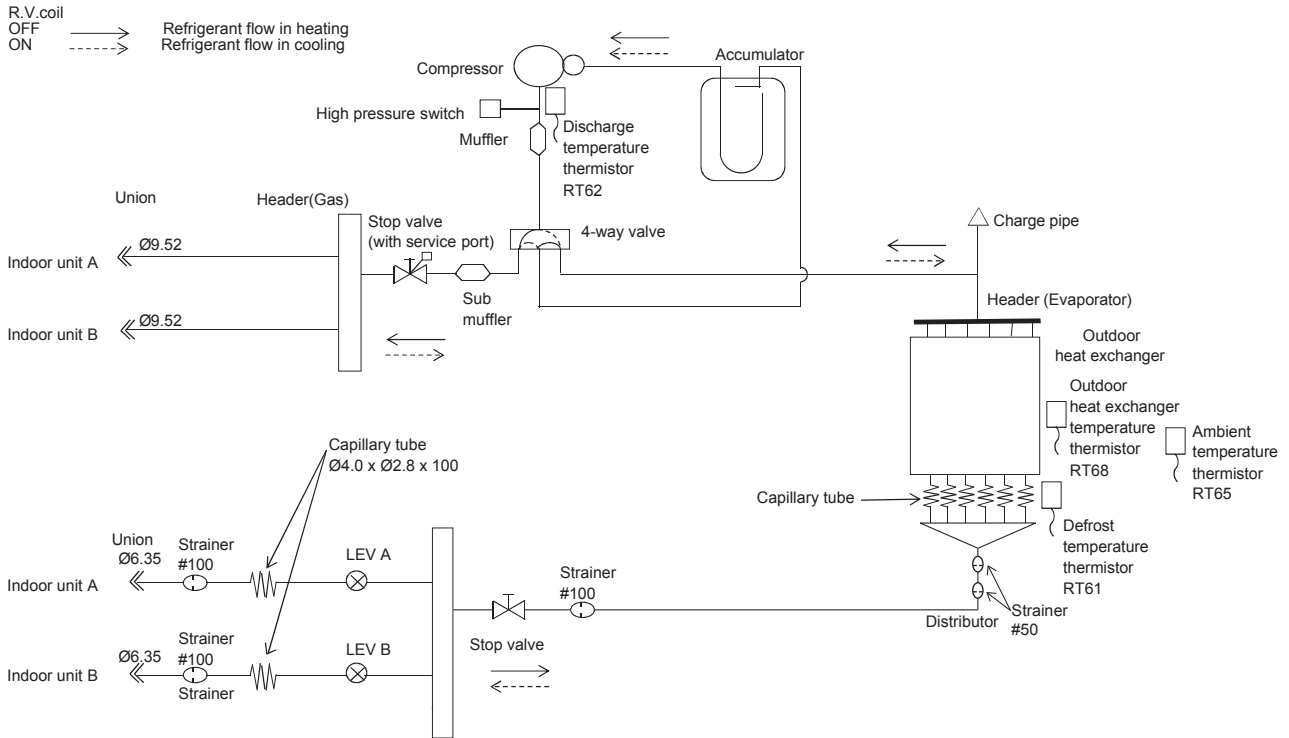 R.V.coil
OFF Refrigerant flow in heating
ON Refrigerant flow in cooling
Compressor
Accumulator
High pressure switch
Muffler
Discharge
temperature
thermistor
RT62
Union
Header(Gas)
Stop valve
(with service port)
4-way valve
Charge pipe
Ø9.52
Indoor unit A
Sub
muffler
Header (Evaporator)
Ø9.52
Indoor unit B
Outdoor
heat exchanger
Outdoor
heat exchanger
temperature
thermistor
RT68
Ambient
temperature
thermistor
RT65
Capillary tube
Ø4.0 x Ø2.8 x 100
Capillary tube
Defrost
temperature
thermistor
RT61
Union
Ø6.35
Strainer
#100
LEV A
Indoor unit A
Strainer
#100
Distributor
Strainer
#50
Stop valve
Ø6.35
Strainer
#100
LEV B
Indoor unit B
Strainer